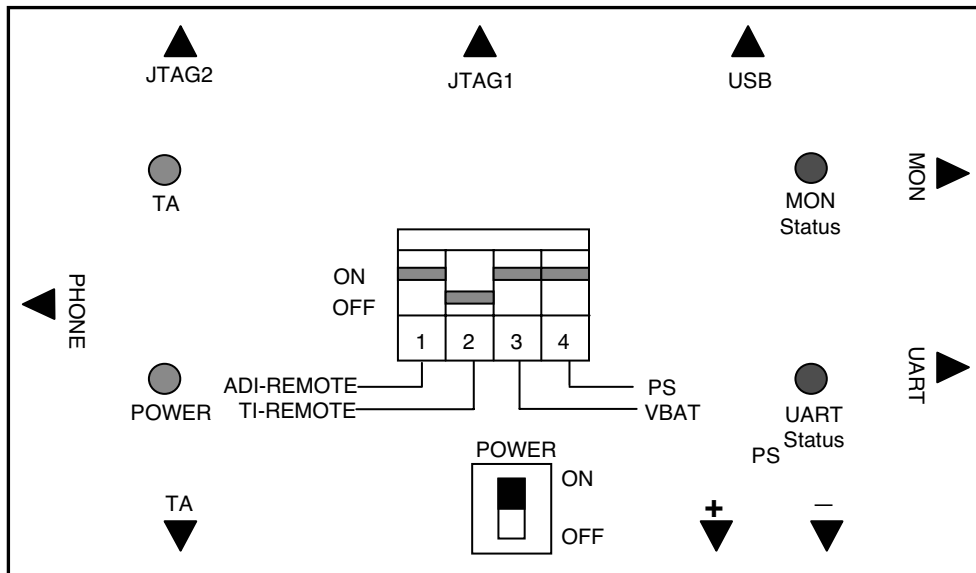 JTAG2
JTAG1
USB
TA
MON
Status
MON
ON
OFF
PHONE
1 2 3 4
ADI-REMOTE
TI-REMOTE
PS
VBAT
POWER
UART
Status
UART
PS
POWER
ON
OFF
TA
+
–